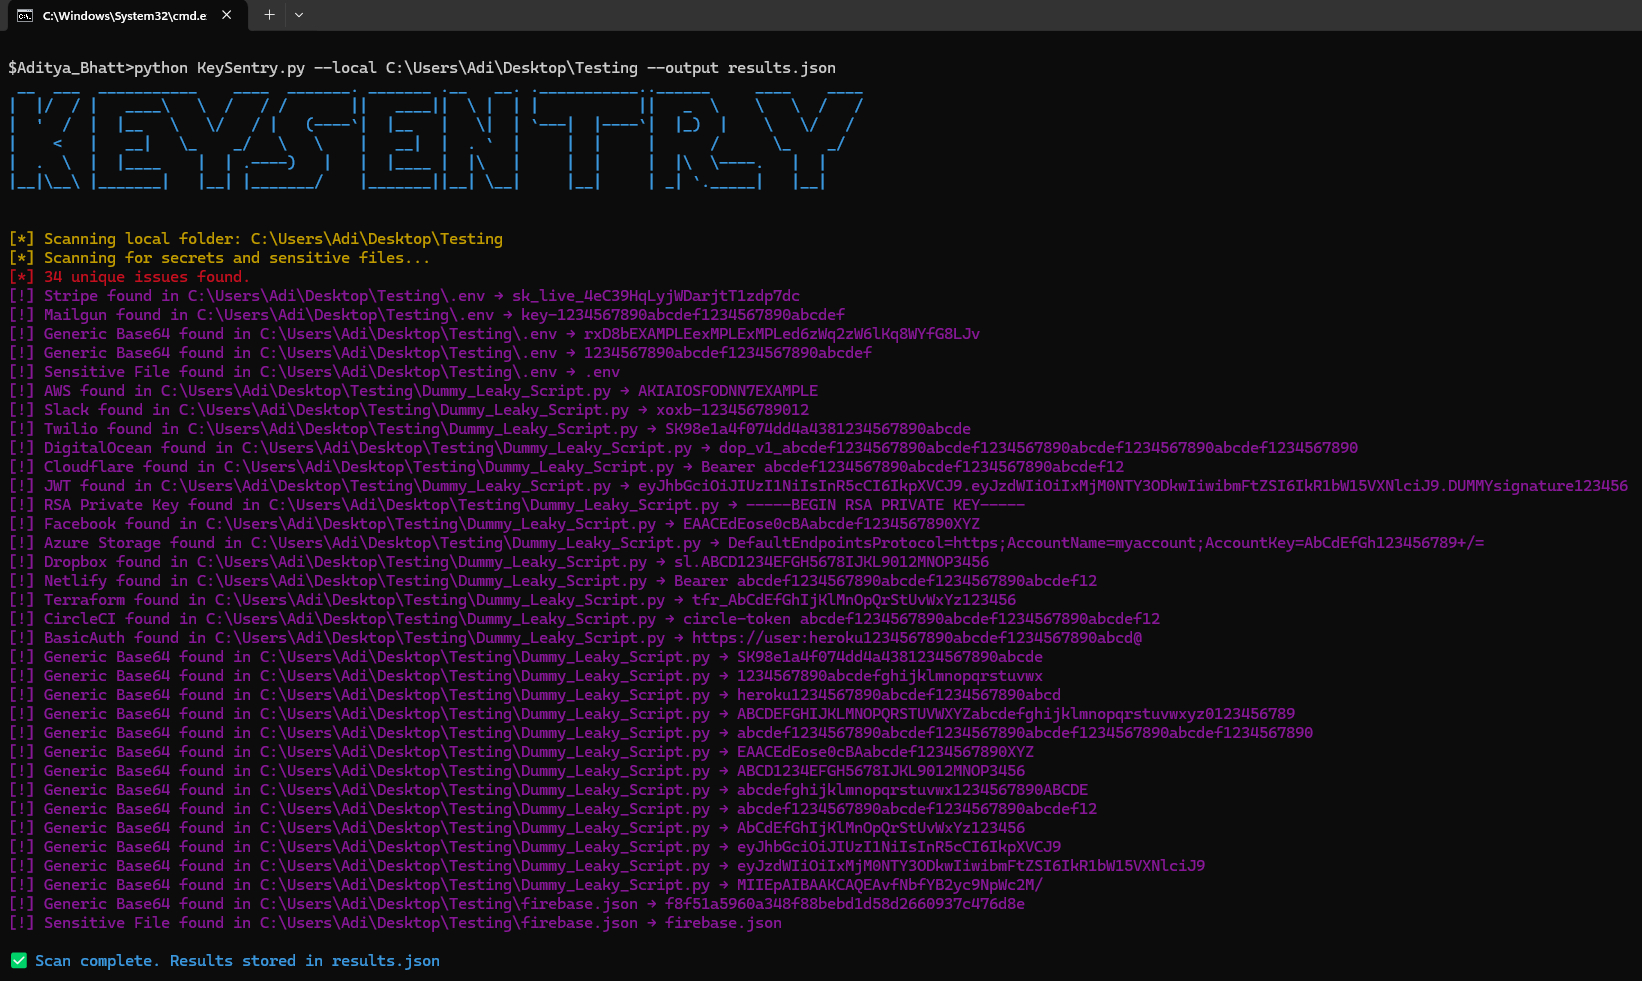 C:\Windows\System32\cmd.e
$Aditya_Bhatt>python KeySentry.py --local C:\Users\Adi\Desktop\Testing --output results.json
KEYSENTRY
[*] Scanning local folder: C:\Users\Adi\Desktop\Testing
[*] Scanning for secrets and sensitive files...
[*] 34 unique issues found.
[!] Stripe found in C:\Users\Adi\Desktop\Testing\.env → sk_live_4eC39HqLyjWDarjtT1zdp7dc
[!] Mailgun found in C:\Users\Adi\Desktop\Testing\.env → key-1234567890abcdef1234567890abcdef
[!] Generic Base64 found in C:\Users\Adi\Desktop\Testing\.env → rxD8bEXAMPLEexMPLExMPLed6zWq2zW6lKq8WYfG8LJv
[!] Generic Base64 found in C:\Users\Adi\Desktop\Testing\.env → 1234567890abcdef1234567890abcdef
[!] Sensitive File found in C:\Users\Adi\Desktop\Testing\.env → .env
[!] AWS found in C:\Users\Adi\Desktop\Testing\Dummy_Leaky_Script.py → AKIAIOSFODNN7EXAMPLE
[!] Slack found in C:\Users\Adi\Desktop\Testing\Dummy_Leaky_Script.py → xoxb-123456789012
[!] Twilio found in C:\Users\Adi\Desktop\Testing\Dummy_Leaky_Script.py → SK98e1a4f074dd4a4381234567890abcde
[!] DigitalOcean found in C:\Users\Adi\Desktop\Testing\Dummy_Leaky_Script.py → dop_v1_abcdef1234567890abcdef1234567890abcdef1234567890abcdef1234567890
[!] Cloudflare found in C:\Users\Adi\Desktop\Testing\Dummy_Leaky_Script.py → Bearer abcdef1234567890abcdef1234567890abcdef12
[!] JWT found in C:\Users\Adi\Desktop\Testing\Dummy_Leaky_Script.py → eyJhbGciOiJIUzI1NiIsInR5cCI6IkpXVCJ9.eyJzdWIiOiIxMjM0NTY3ODkwIiwibmFtZSI6IkR1bW15VXNlciJ9.DUMMYsignature123456
[!] RSA Private Key found in C:\Users\Adi\Desktop\Testing\Dummy_Leaky_Script.py → -----BEGIN RSA PRIVATE KEY-----
[!] Facebook found in C:\Users\Adi\Desktop\Testing\Dummy_Leaky_Script.py → EAACEdEose0cBAabcdef1234567890XYZ
[!] Azure Storage found in C:\Users\Adi\Desktop\Testing\Dummy_Leaky_Script.py → DefaultEndpointsProtocol=https;AccountName=myaccount;AccountKey=AbCdEfGh123456789+/=
[!] Dropbox found in C:\Users\Adi\Desktop\Testing\Dummy_Leaky_Script.py → sl.ABCD1234EFGH5678IJKL9012MNOP3456
[!] Netlify found in C:\Users\Adi\Desktop\Testing\Dummy_Leaky_Script.py → Bearer abcdef1234567890abcdef1234567890abcdef12
[!] Terraform found in C:\Users\Adi\Desktop\Testing\Dummy_Leaky_Script.py → tfr_AbCdEfGhIjKlMnOpQrStUvWxYz123456
[!] CircleCI found in C:\Users\Adi\Desktop\Testing\Dummy_Leaky_Script.py → circle-token abcdef1234567890abcdef1234567890abcdef12
[!] BasicAuth found in C:\Users\Adi\Desktop\Testing\Dummy_Leaky_Script.py → https://user:heroku1234567890abcdef1234567890abcd@
[!] Generic Base64 found in C:\Users\Adi\Desktop\Testing\Dummy_Leaky_Script.py → SK98e1a4f074dd4a4381234567890abcde
[!] Generic Base64 found in C:\Users\Adi\Desktop\Testing\Dummy_Leaky_Script.py → 1234567890abcdefghijklmnopqrstuvwx
[!] Generic Base64 found in C:\Users\Adi\Desktop\Testing\Dummy_Leaky_Script.py → heroku1234567890abcdef1234567890abcd
[!] Generic Base64 found in C:\Users\Adi\Desktop\Testing\Dummy_Leaky_Script.py → ABCDEFGHIJKLMNOPQRSTUVWXYZabcdefghijklmnopqrstuvwxyz0123456789
[!] Generic Base64 found in C:\Users\Adi\Desktop\Testing\Dummy_Leaky_Script.py → abcdef1234567890abcdef1234567890abcdef1234567890abcdef1234567890
[!] Generic Base64 found in C:\Users\Adi\Desktop\Testing\Dummy_Leaky_Script.py → EAACEdEose0cBAabcdef1234567890XYZ
[!] Generic Base64 found in C:\Users\Adi\Desktop\Testing\Dummy_Leaky_Script.py → ABCD1234EFGH5678IJKL9012MNOP3456
[!] Generic Base64 found in C:\Users\Adi\Desktop\Testing\Dummy_Leaky_Script.py → abcdefghijklmnopqrstuvwx1234567890ABCDE
[!] Generic Base64 found in C:\Users\Adi\Desktop\Testing\Dummy_Leaky_Script.py → abcdef1234567890abcdef1234567890abcdef12
[!] Generic Base64 found in C:\Users\Adi\Desktop\Testing\Dummy_Leaky_Script.py → AbCdEfGhIjKlMnOpQrStUvWxYz123456
[!] Generic Base64 found in C:\Users\Adi\Desktop\Testing\Dummy_Leaky_Script.py → eyJhbGciOiJIUzI1NiIsInR5cCI6IkpXVCJ9
[!] Generic Base64 found in C:\Users\Adi\Desktop\Testing\Dummy_Leaky_Script.py → eyJzdWIiOiIxMjM0NTY3ODkwIiwibmFtZSI6IkR1bW15VXNlciJ9
[!] Generic Base64 found in C:\Users\Adi\Desktop\Testing\Dummy_Leaky_Script.py → MIIEpAIBAAKCAQEAvfNbfYB2yc9NpWc2M/
[!] Generic Base64 found in C:\Users\Adi\Desktop\Testing\firebase.json → f8f51a5960a348f88bebd1d58d2660937c476d8e
[!] Sensitive File found in C:\Users\Adi\Desktop\Testing\firebase.json → firebase.json
✅ Scan complete. Results stored in results.json